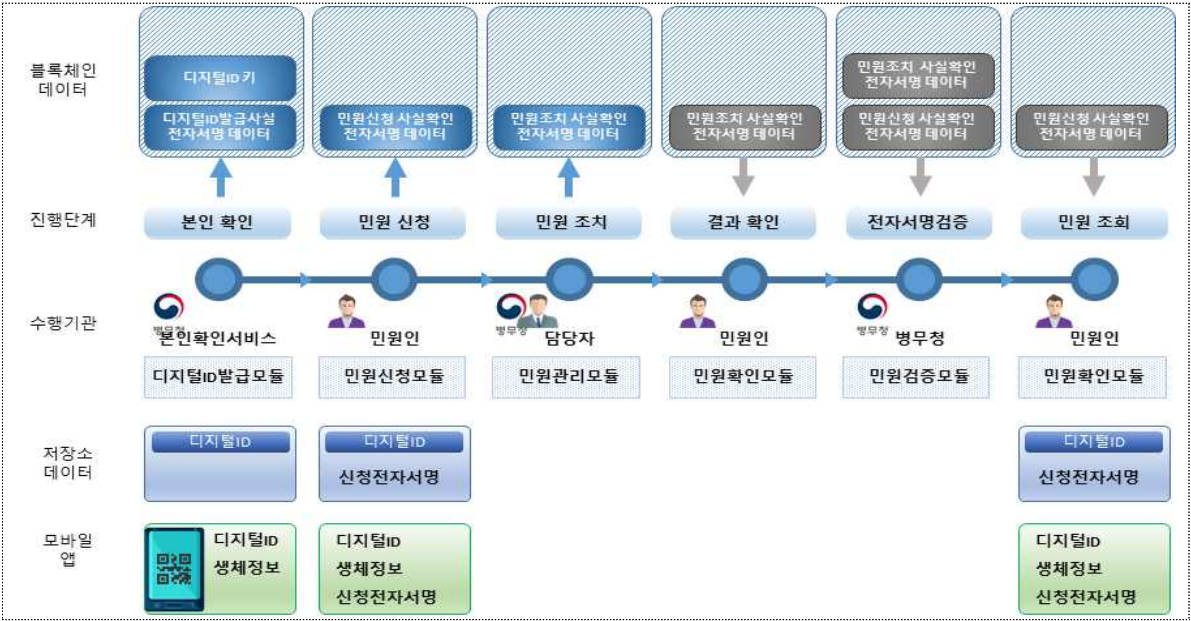 블록체인
데이터
디지털ID 키
디지털ID발급사실
전자서명 데이터
민원신청 사실확인
전자서명 데이터
민원조치 사실확인
전자서명 데이터
민원조치 사실확인
전자서명 데이터
민원조치 사실확인
전자서명 데이터
민원신청 사실확인
전자서명 데이터
민원신청 사실확인
전자서명 데이터
진행단계
본인 확인
민원 신청
민원 조치
결과 확인
전자서명검증
민원 조회
수행기관
병무청
본인확인서비스
민원인
병무청
담당자
민원인
병무청
병무청
민원인
디지털ID발급모듈
민원신청모듈
민원관리모듈
민원확인모듈
민원검증모듈
민원확인모듈
저장소
데이터
디지털ID
디지털ID
신청전자서명
디지털ID
신청전자서명
모바일
앱
디지털ID
생체정보
디지털ID
생체정보
신청전자서명
디지털ID
생체정보
신청전자서명